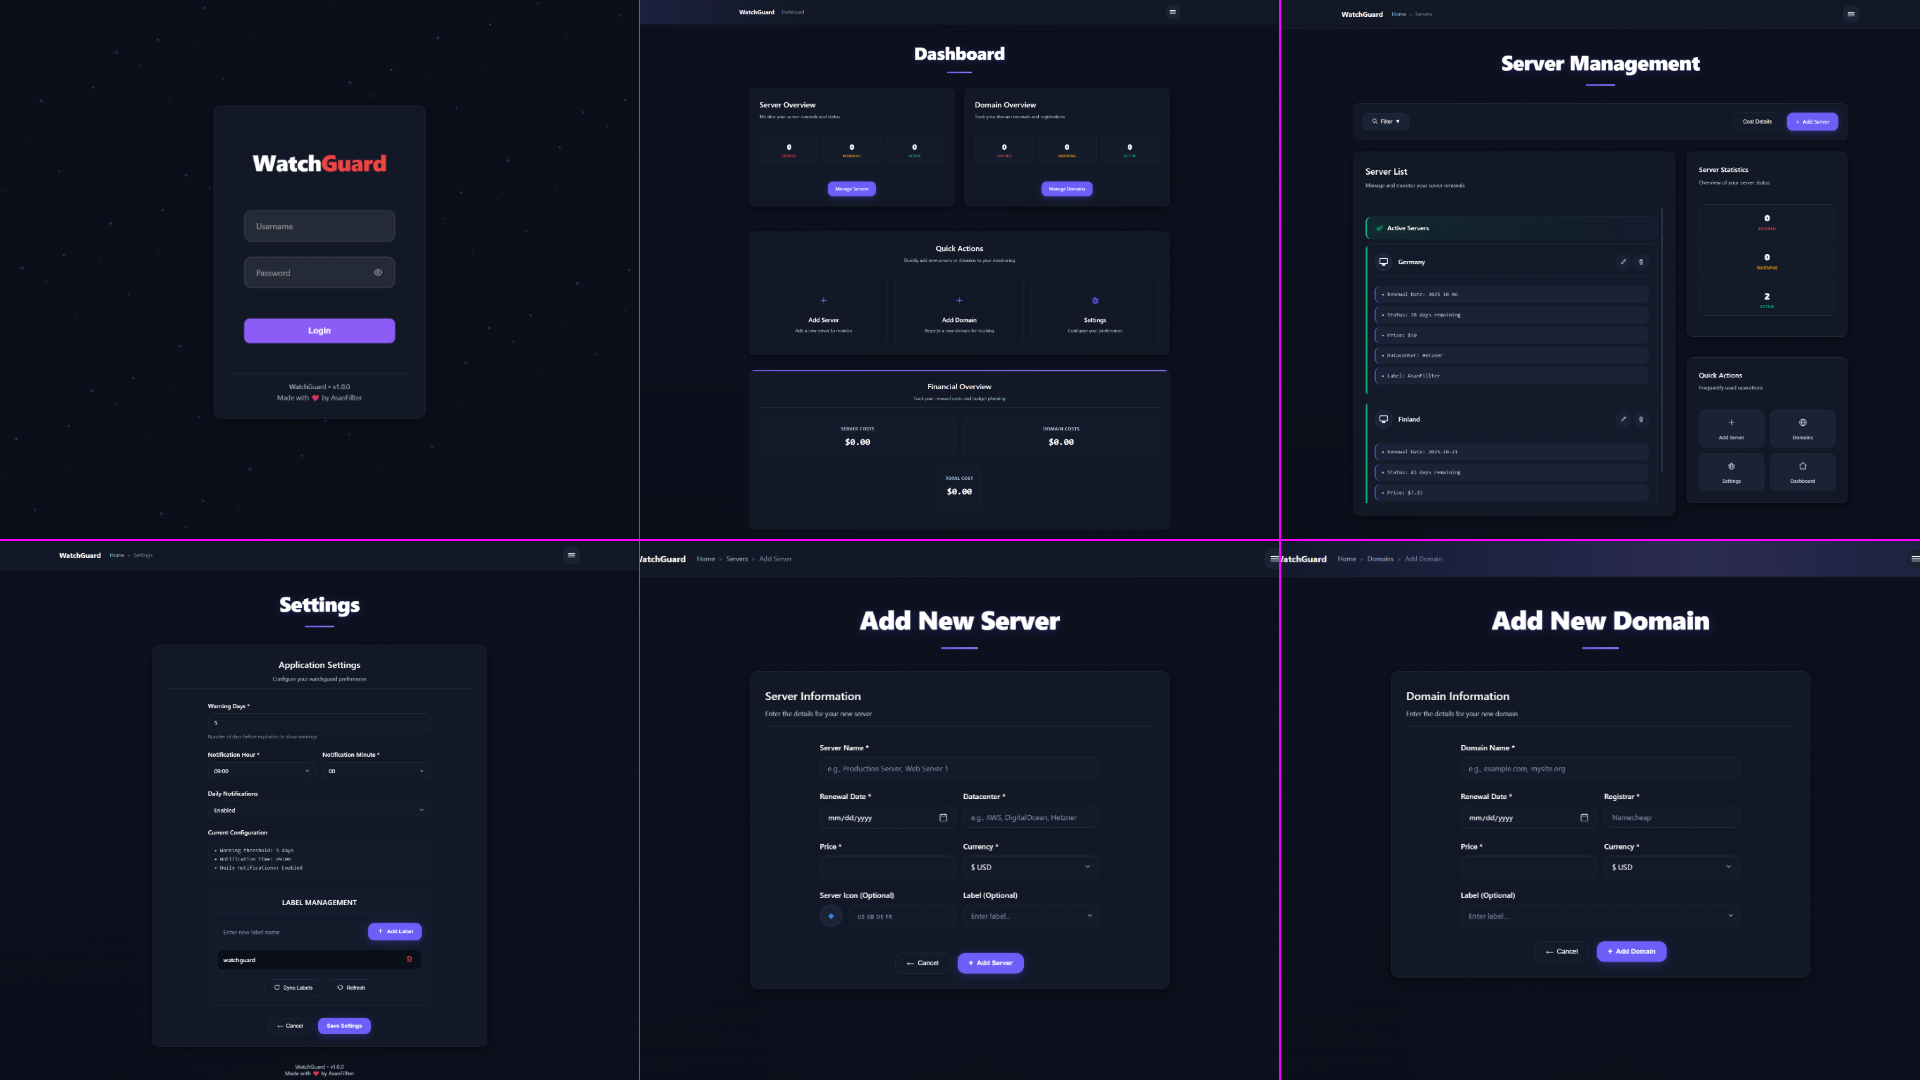 WatchGuard
Username
Password
Login
WatchGuard • v1.0.0
Made with ❤ by AsanFillter
WatchGuard Dashboard
Dashboard
Server Overview
Monitor your server renewals and status
0
EXPIRED
0
WARNING
0
ACTIVE
Manage Servers
Domain Overview
Track your domain renewals and registrations
0
EXPIRED
0
WARNING
0
ACTIVE
Manage Domains
Quick Actions
Quickly add new servers or domains to your monitoring
+
Add Server
Add a new server to monitor
+
Add Domain
Register a new domain for tracking
Settings
Configure your preferences
Financial Overview
Track your renewal costs and budget planning
SERVER COSTS
$0.00
DOMAIN COSTS
$0.00
TOTAL COST
$0.00
WatchGuard Home > Servers
Server Management
Filter ▼
Cost Details
+ Add Server
Server List
Manage and monitor your server renewals
Active Servers
Germany
• Renewal Date: 2025-10-06
• Status: 28 days remaining
• Price: $10
• Datacenter: Hetzner
• Label: AsanFillter
Finland
• Renewal Date: 2025-10-21
• Status: 43 days remaining
• Price: $7.22
Server Statistics
Overview of your server status
0
EXPIRED
0
WARNING
2
ACTIVE
Quick Actions
Frequently used operations
+
Add Server
Domains
Settings
Dashboard
WatchGuard Home > Settings
Settings
Application Settings
Configure your watchguard preferences
Warning Days *
5
Number of days before expiration to show warnings
Notification Hour *
09:00
Notification Minute *
00
Daily Notifications
Enabled
Current Configuration
• Warning threshold: 5 days
• Notification time: 09:00
• Daily notifications: Enabled
LABEL MANAGEMENT
Enter new label name
+ Add Label
watchguard
Sync Labels
Refresh
← Cancel
Save Settings
WatchGuard • v1.0.0
Made with ❤ by AsanFillter
WatchGuard Home > Servers > Add Server
Add New Server
Server Information
Enter the details for your new server
Server Name *
e.g., Production Server, Web Server 1
Renewal Date *
mm/dd/yyyy
Datacenter *
e.g., AWS, DigitalOcean, Hetzner
Price *
Currency *
$ USD
Server Icon (Optional)
US GB DE FR
Label (Optional)
Enter label...
← Cancel
+ Add Server
WatchGuard Home > Domains > Add Domain
Add New Domain
Domain Information
Enter the details for your new domain
Domain Name *
e.g., example.com, mysite.org
Renewal Date *
mm/dd/yyyy
Registrar *
Namecheap
Price *
Currency *
$ USD
Label (Optional)
Enter label...
← Cancel
+ Add Domain